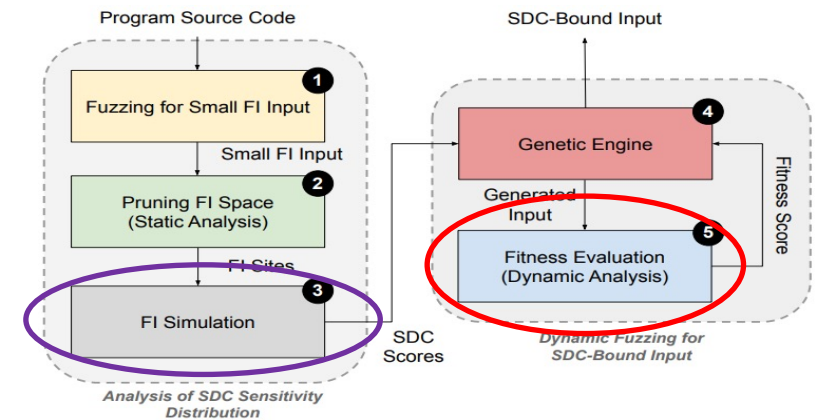 Program Source Code
1
Fuzzing for Small FI Input
Small FI Input
2
Pruning FI Space
(Static Analysis)
FI Sites
3
FI Simulation
Analysis of SDC Sensitivity
Distribution
SDC
Scores
SDC-Bound Input
4
Genetic Engine
Generated
Input
5
Fitness Evaluation
(Dynamic Analysis)
Fitness Score
Dynamic Fuzzing for
SDC-Bound Input